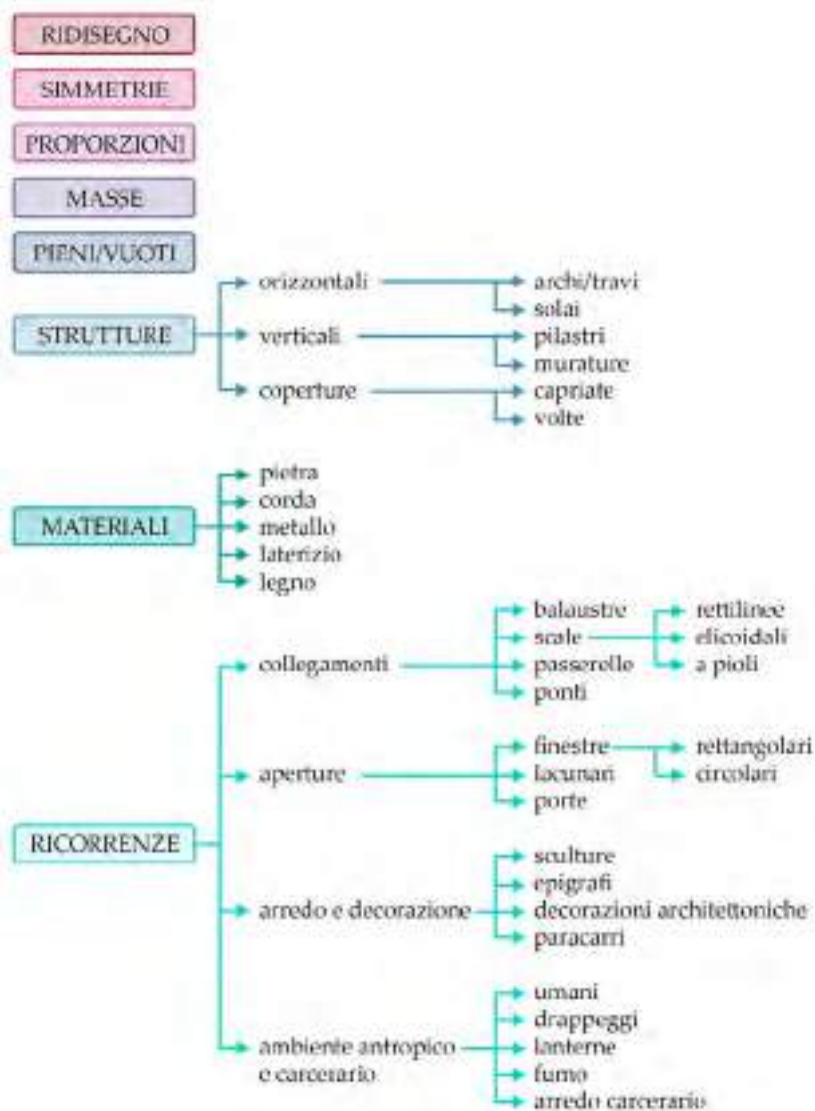 RIDISEGNO
SIMMETRIE
PROPORZIONI
MASSE
PIENI/VUOTI
STRUTTURE
orizzontali
archi/travi
solai
verticali
pilastri
murature
coperture
capriate
volte
MATERIALI
pietra
corda
metallo
laterizio
legno
RICORRENZE
collegamenti
balaustre
scale
rettilinee
elicoidali
a pioli
passerelle
ponti
aperture
finestre
rettangolari
circolari
lacunari
porte
arredo e decorazione
sculture
epigrafi
decorazioni architettoniche
paracarri
ambiente antropico
e carcerario
umani
drappeggi
lanterne
fumo
arredo carcerario